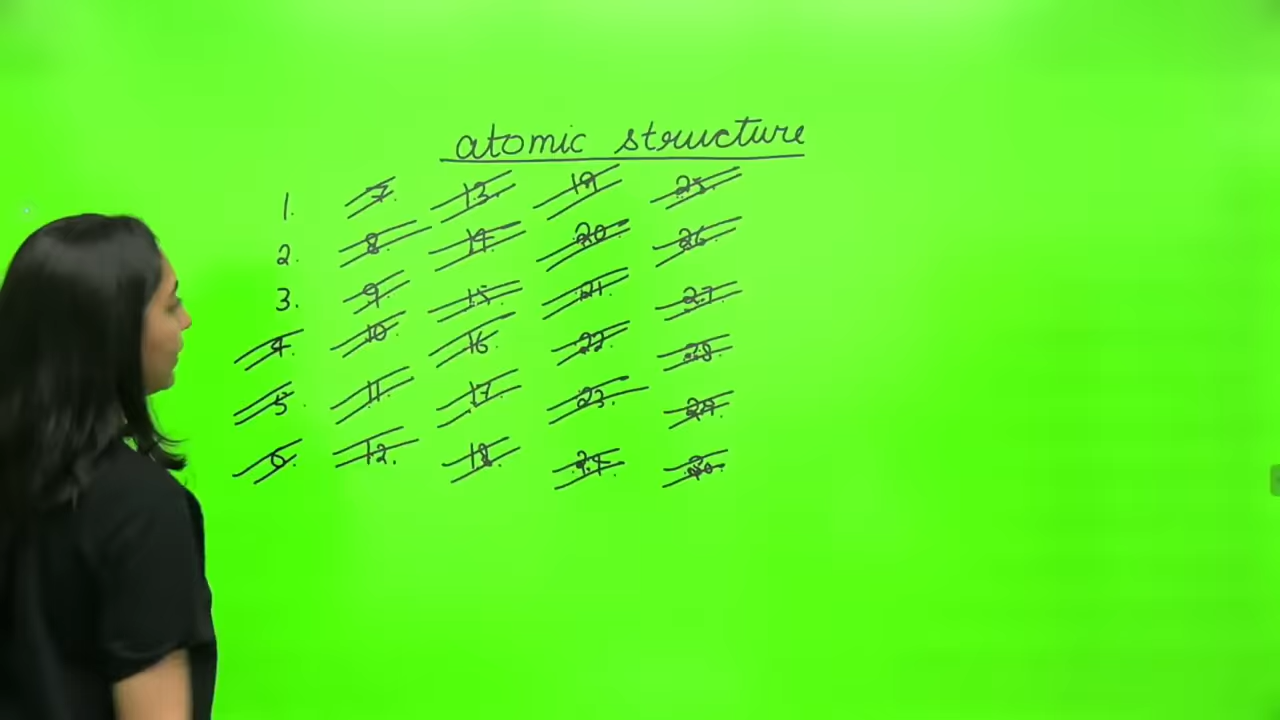 atomic structure
1. 7. 13. 19. 25.
2. 8. 14. 20. 26.
3. 9. 15. 21. 27.
4. 10. 16. 22. 28.
5. 11. 17. 23. 29.
6. 12. 18. 24. 30.